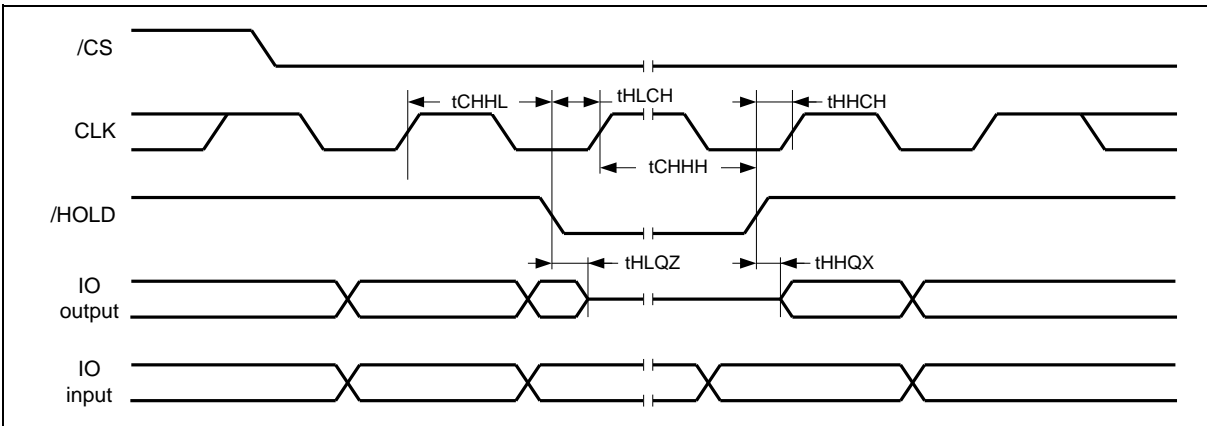 /CS
tCHHL
tHLCH
tHHCH
CLK
tCHHH
/HOLD
tHLQZ
tHHQX
IO
output
IO
input